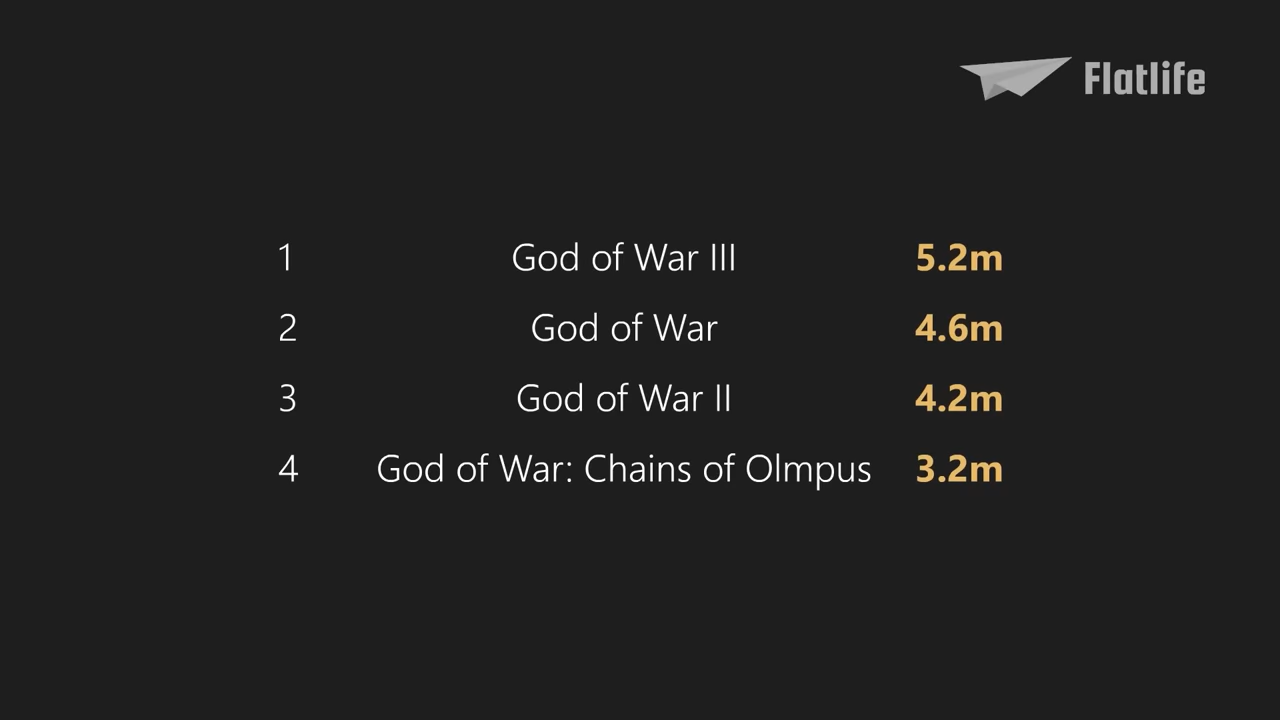 Flatlife
1 God of War III 5.2m
2 God of War 4.6m
3 God of War II 4.2m
4 God of War: Chains of Olmpus 3.2m